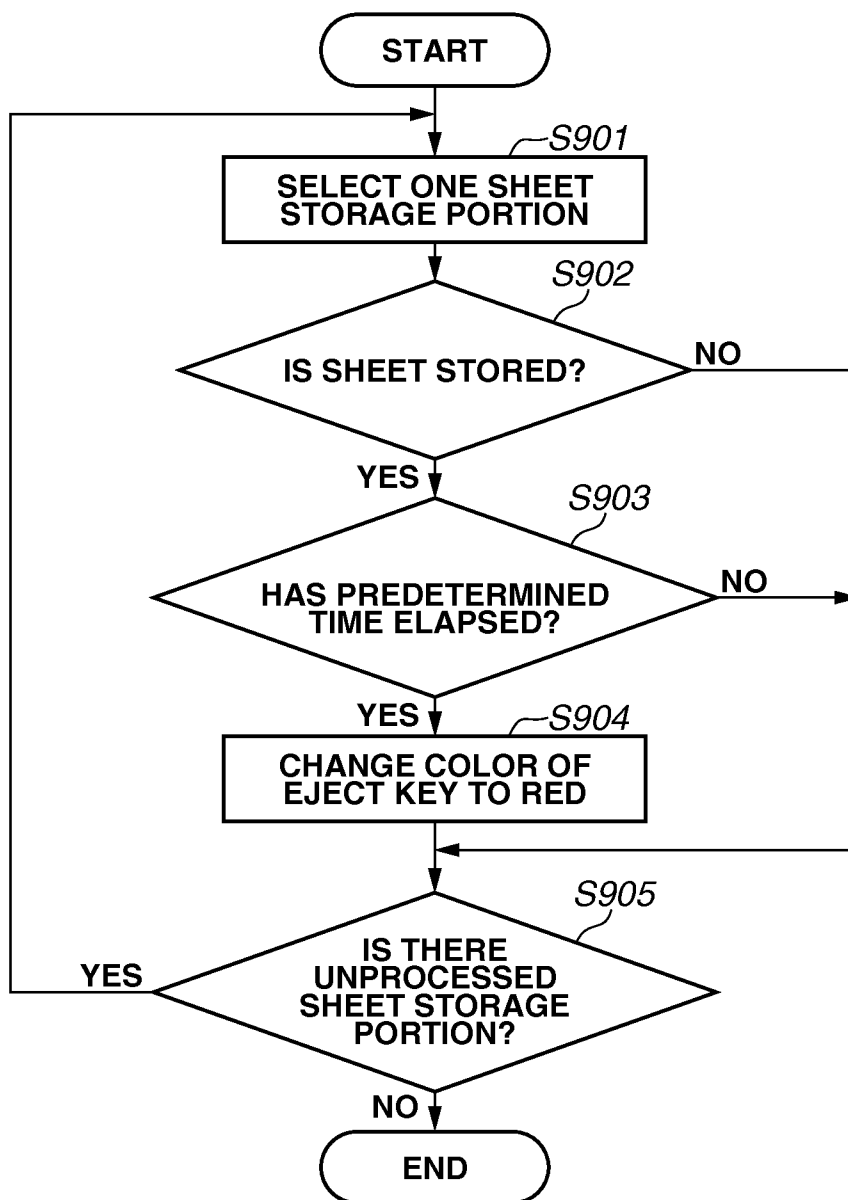 START
S901
SELECT ONE SHEET
STORAGE PORTION
S902
IS SHEET STORED?
NO
YES
S903
HAS PREDETERMINED
TIME ELAPSED?
NO
YES
S904
CHANGE COLOR OF
EJECT KEY TO RED
S905
IS THERE
UNPROCESSED
SHEET STORAGE
PORTION?
YES
NO
END